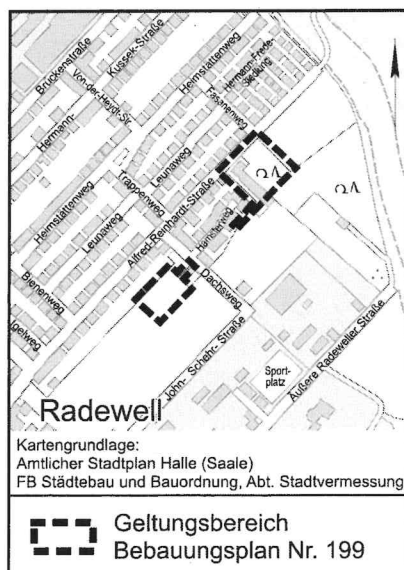 Brückenstraße
Kussek-Straße
Hermann-
Von-der-Heydt-Str.
Heimstättenweg
Hermann-Frede-
Siedlung
Fasanenweg
Leunaweg
Trappenweg
Alfred-Reinhardt-Straße
Hamsterweg
Heimstättenweg
Leunaweg
Bienenweg
Igelweg
Dachsweg
John-Schehr-Straße
Sport-
platz
Äußere Radeweller Straße
Radewell
Kartengrundlage:
Amtlicher Stadtplan Halle (Saale)
FB Städtebau und Bauordnung, Abt. Stadtvermessung
Geltungsbereich
Bebauungsplan Nr. 199